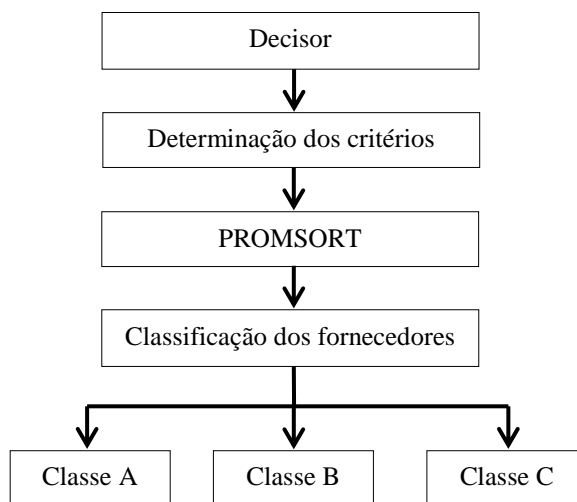 Decisor
Determinação dos critérios
PROMSORT
Classificação dos fornecedores
Classe A
Classe B
Classe C